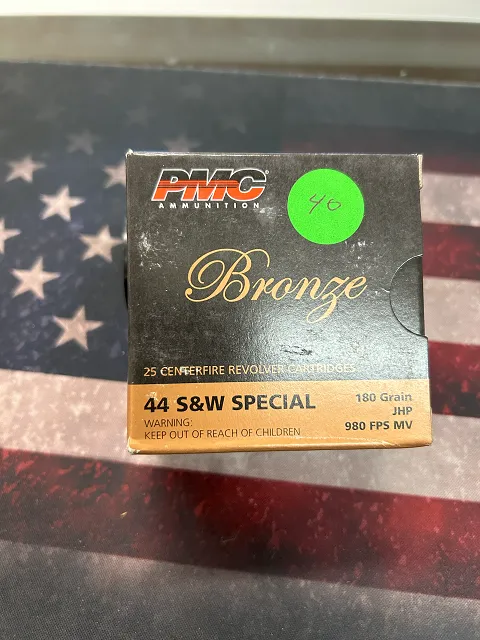 PMC
AMMUNITION
40
Bronze
25 CENTERFIRE REVOLVER CARTRIDGES
44 S&W SPECIAL
180 Grain
JHP
WARNING:
980 FPS MV
KEEP OUT OF REACH OF CHILDREN